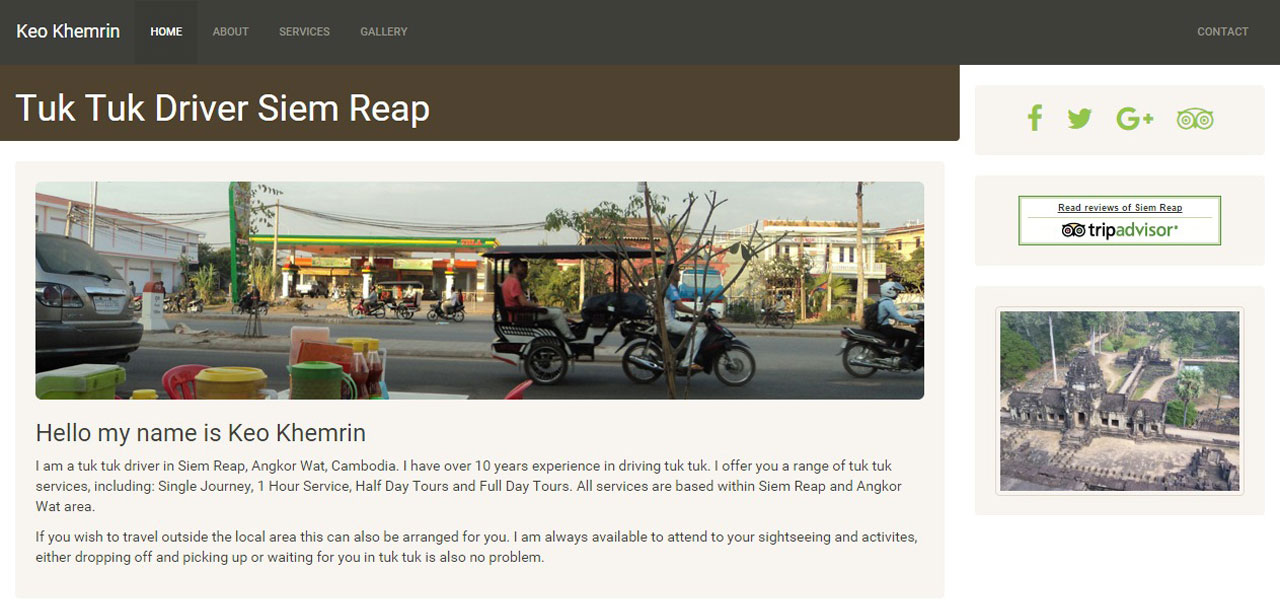 Keo Khemrin HOME ABOUT SERVICES GALLERY CONTACT
Tuk Tuk Driver Siem Reap
Read reviews of Siem Reap
tripadvisor
Hello my name is Keo Khemrin
I am a tuk tuk driver in Siem Reap, Angkor Wat, Cambodia. I have over 10 years experience in driving tuk tuk. I offer you a range of tuk tuk
services, including: Single Journey, 1 Hour Service, Half Day Tours and Full Day Tours. All services are based within Siem Reap and Angkor
Wat area.
If you wish to travel outside the local area this can also be arranged for you. I am always available to attend to your sightseeing and activites,
either dropping off and picking up or waiting for you in tuk tuk is also no problem.